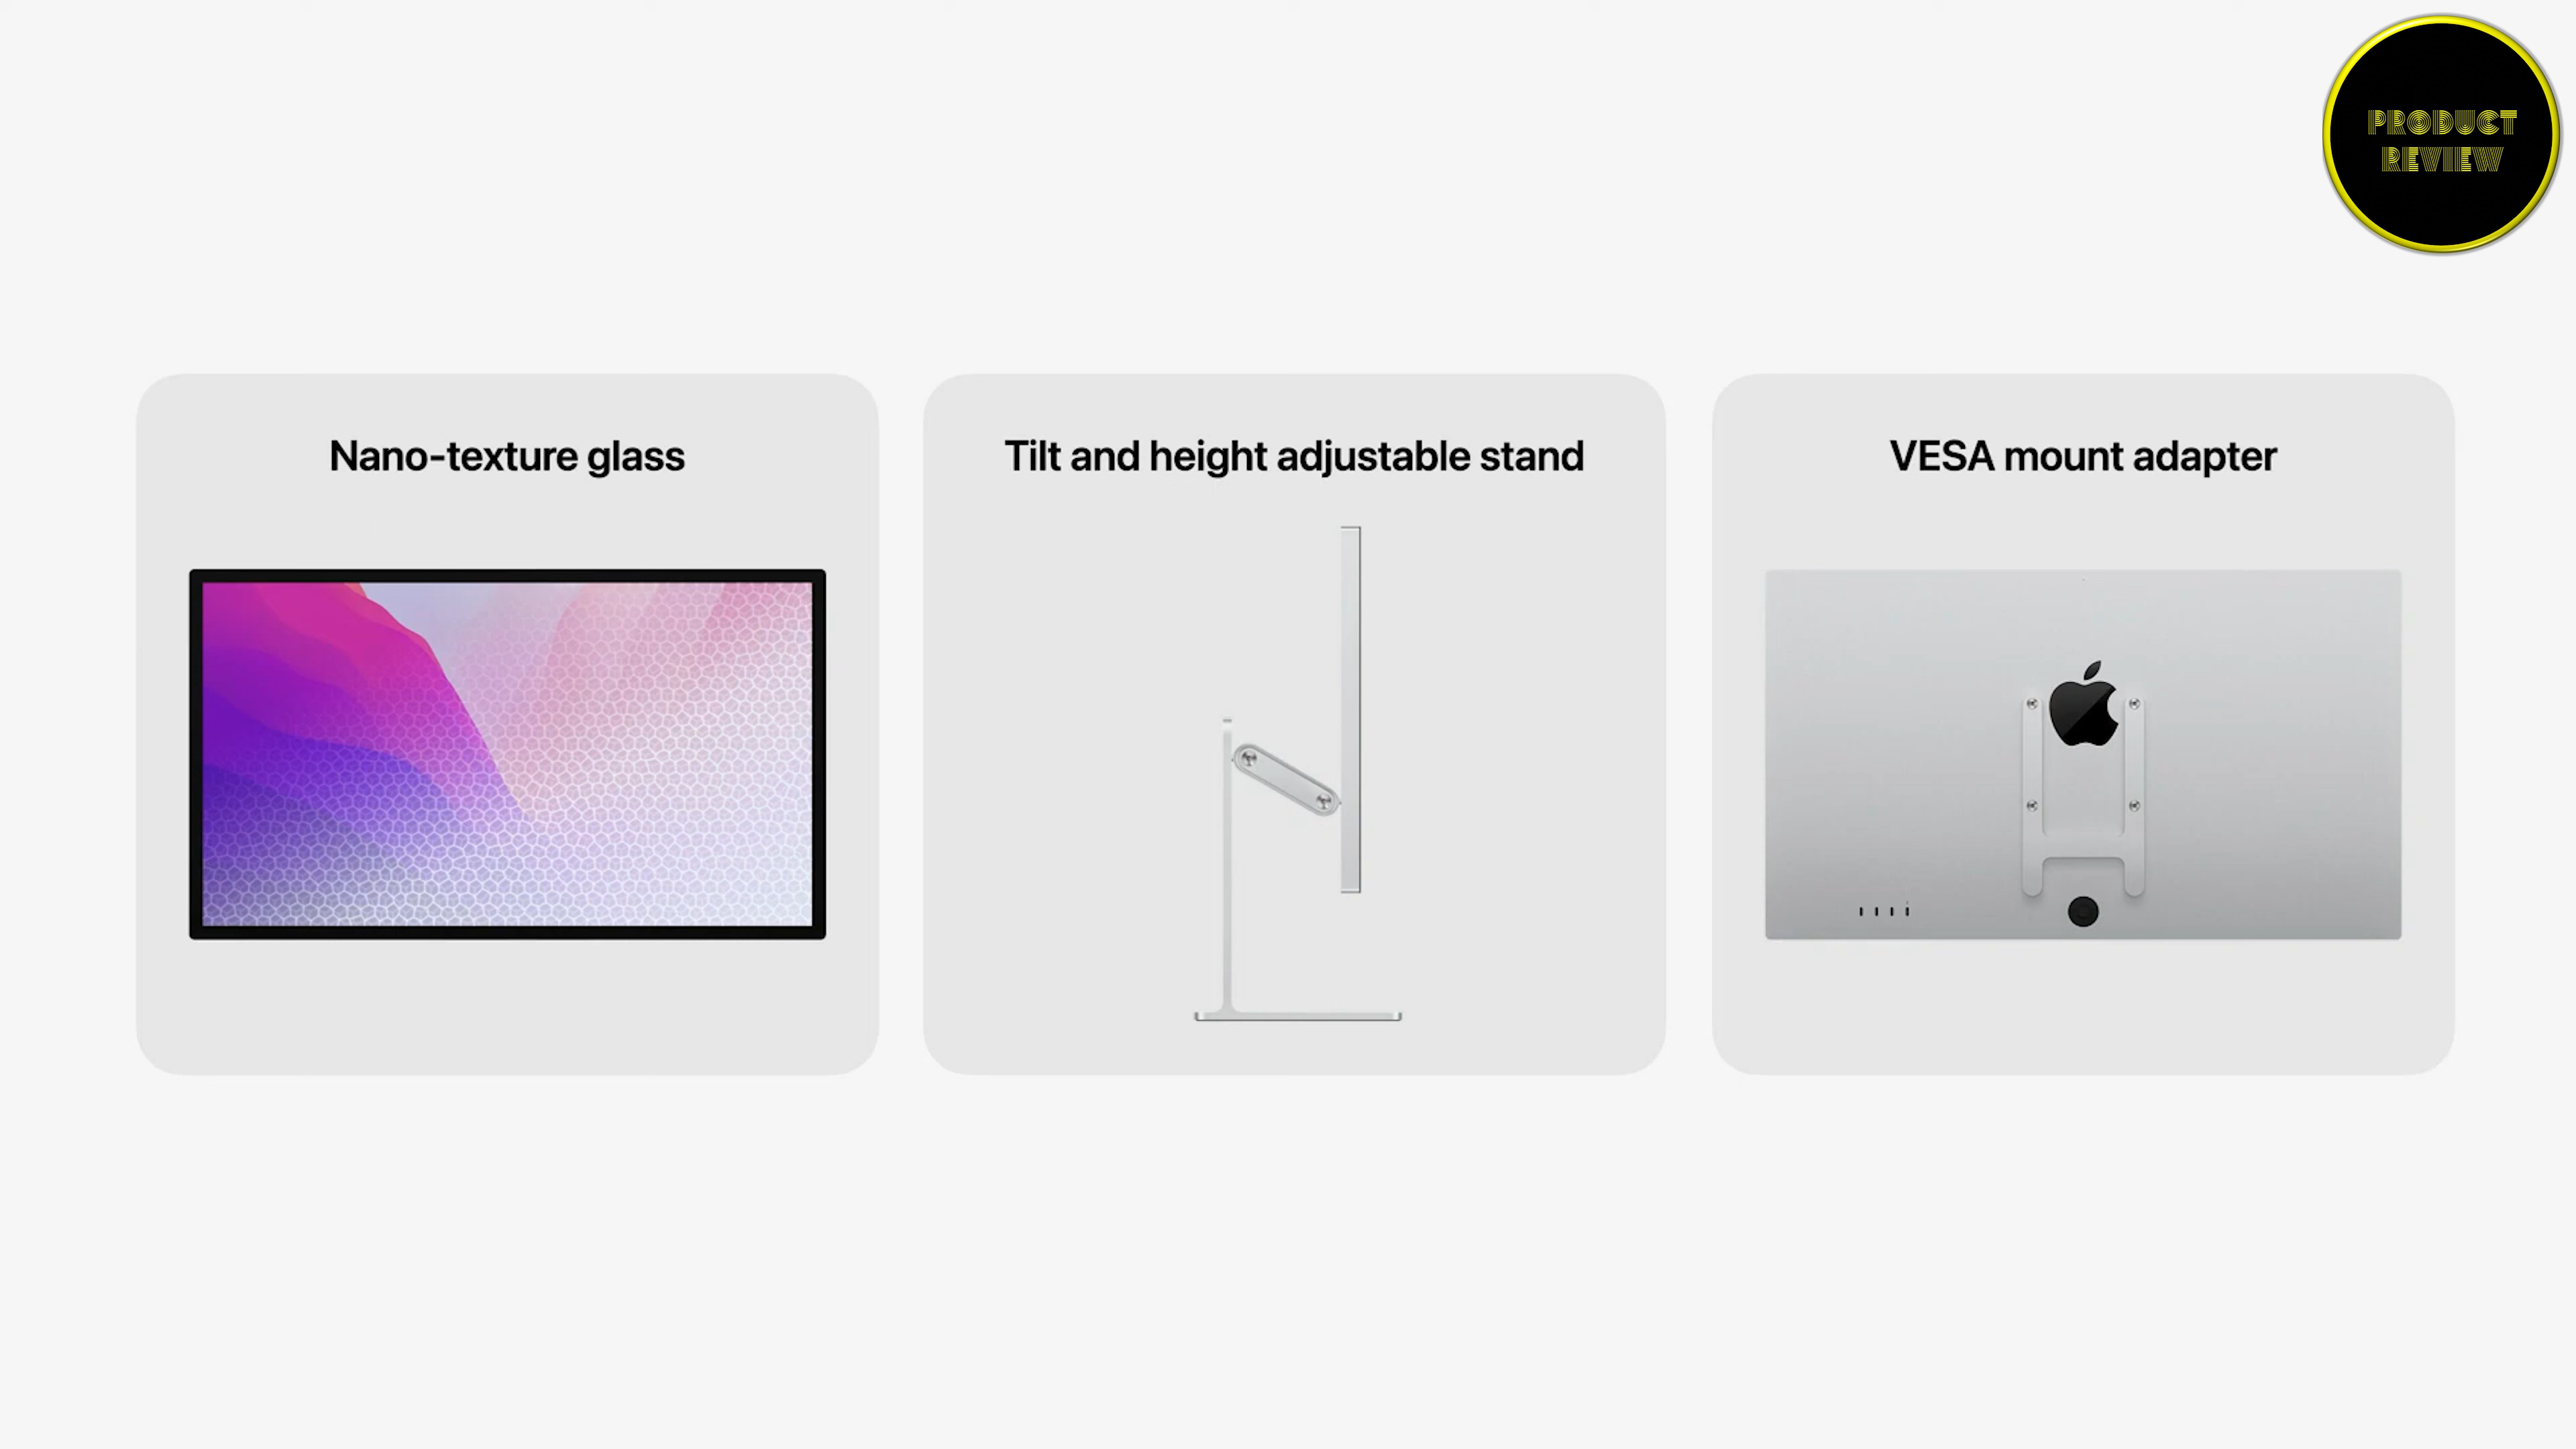 PRODUCT
REVIEW
Nano-texture glass
Tilt and height adjustable stand
VESA mount adapter